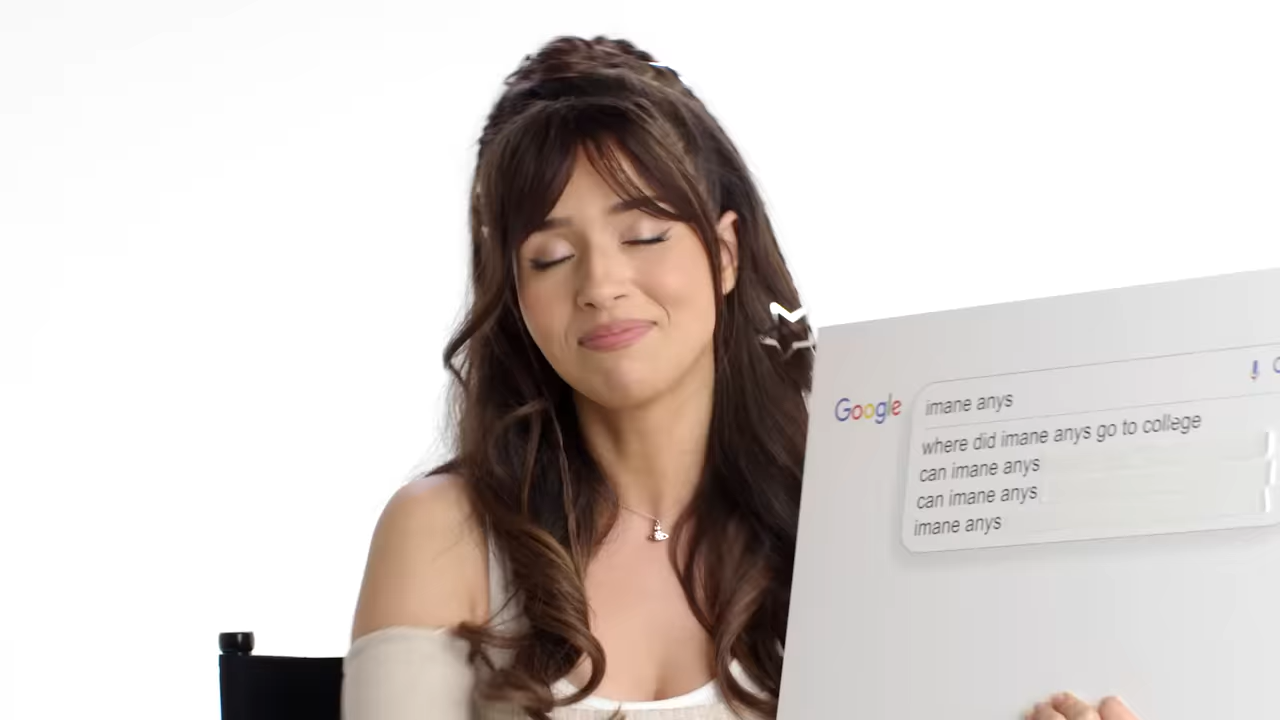 Google
imane anys
where did imane anys go to college
can imane anys
can imane anys
imane anys